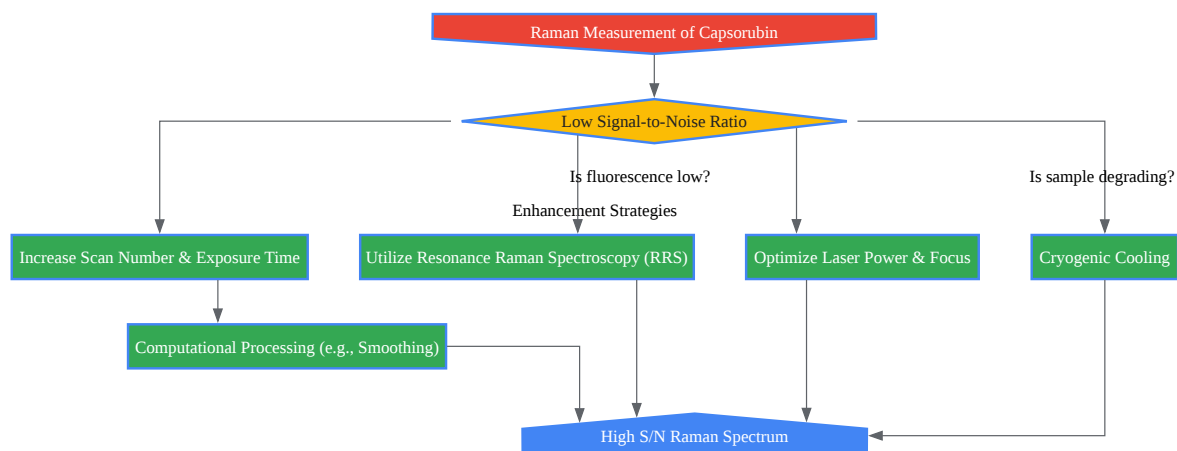 Raman Measurement of Capsorubin
Low Signal-to-Noise Ratio
Is fluorescence low?
Is sample degrading?
Enhancement Strategies
Increase Scan Number & Exposure Time
Utilize Resonance Raman Spectroscopy (RRS)
Optimize Laser Power & Focus
Cryogenic Cooling
Computational Processing (e.g., Smoothing)
High S/N Raman Spectrum